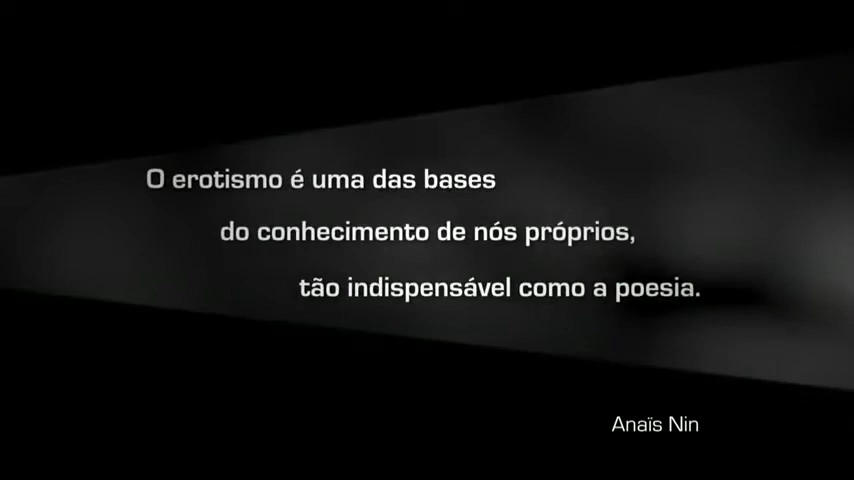 O erotismo é uma das bases
do conhecimento de nós próprios,
tão indispensável como a poesia.
Anaïs Nin